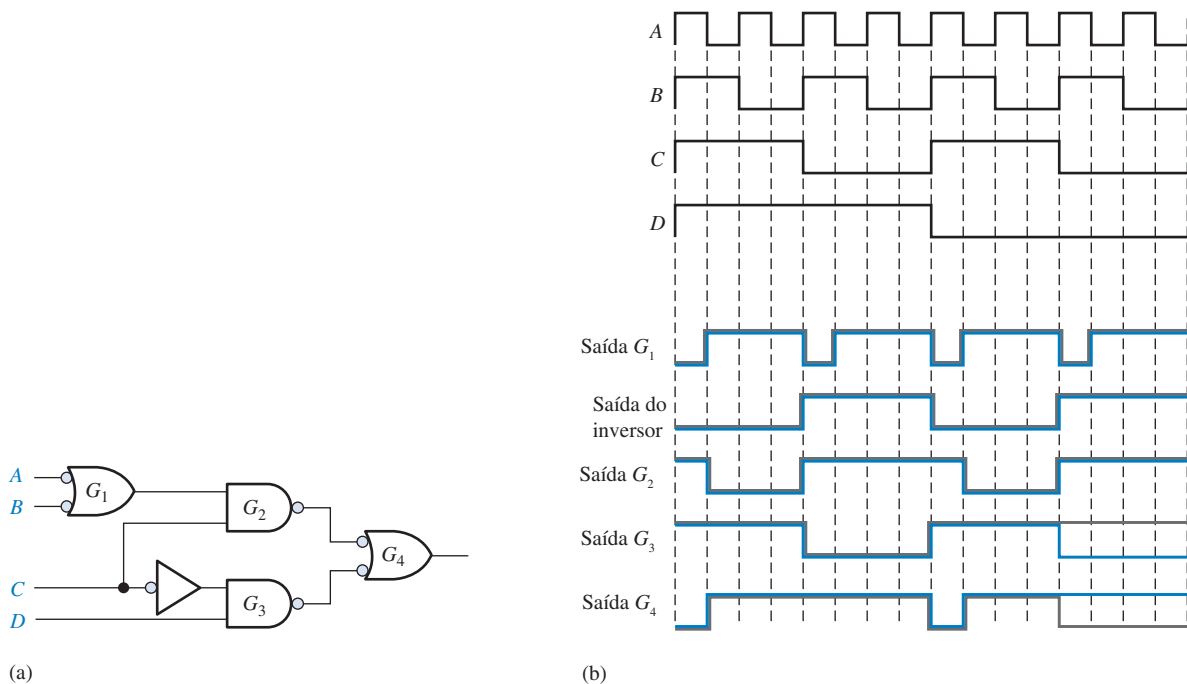 A
B
C
D
G1
G2
G3
G4
(a)
A
B
C
D
Saída G1
Saída do
inversor
Saída G2
Saída G3
Saída G4
(b)